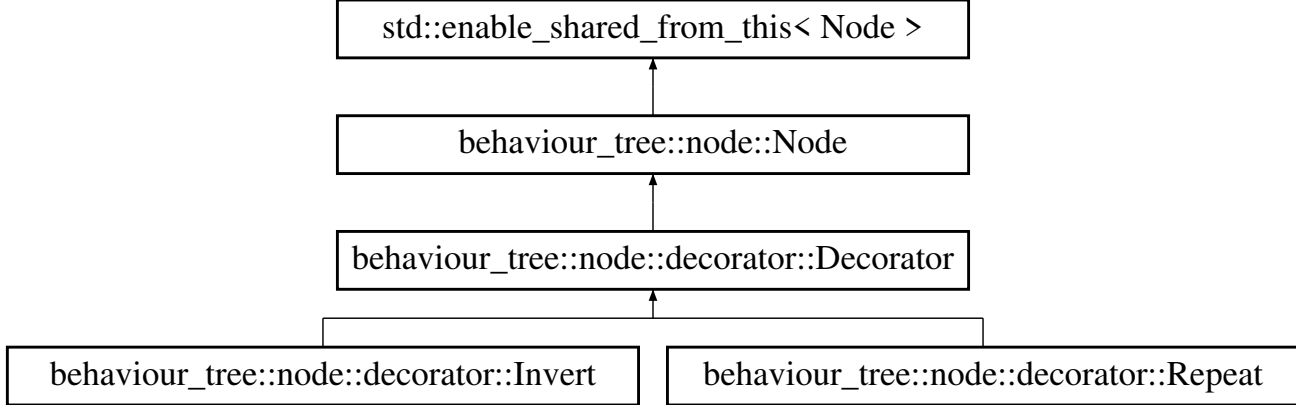 std::enable_shared_from_this< Node >
behaviour_tree::node::Node
behaviour_tree::node::decorator::Decorator
behaviour_tree::node::decorator::Invert
behaviour_tree::node::decorator::Repeat